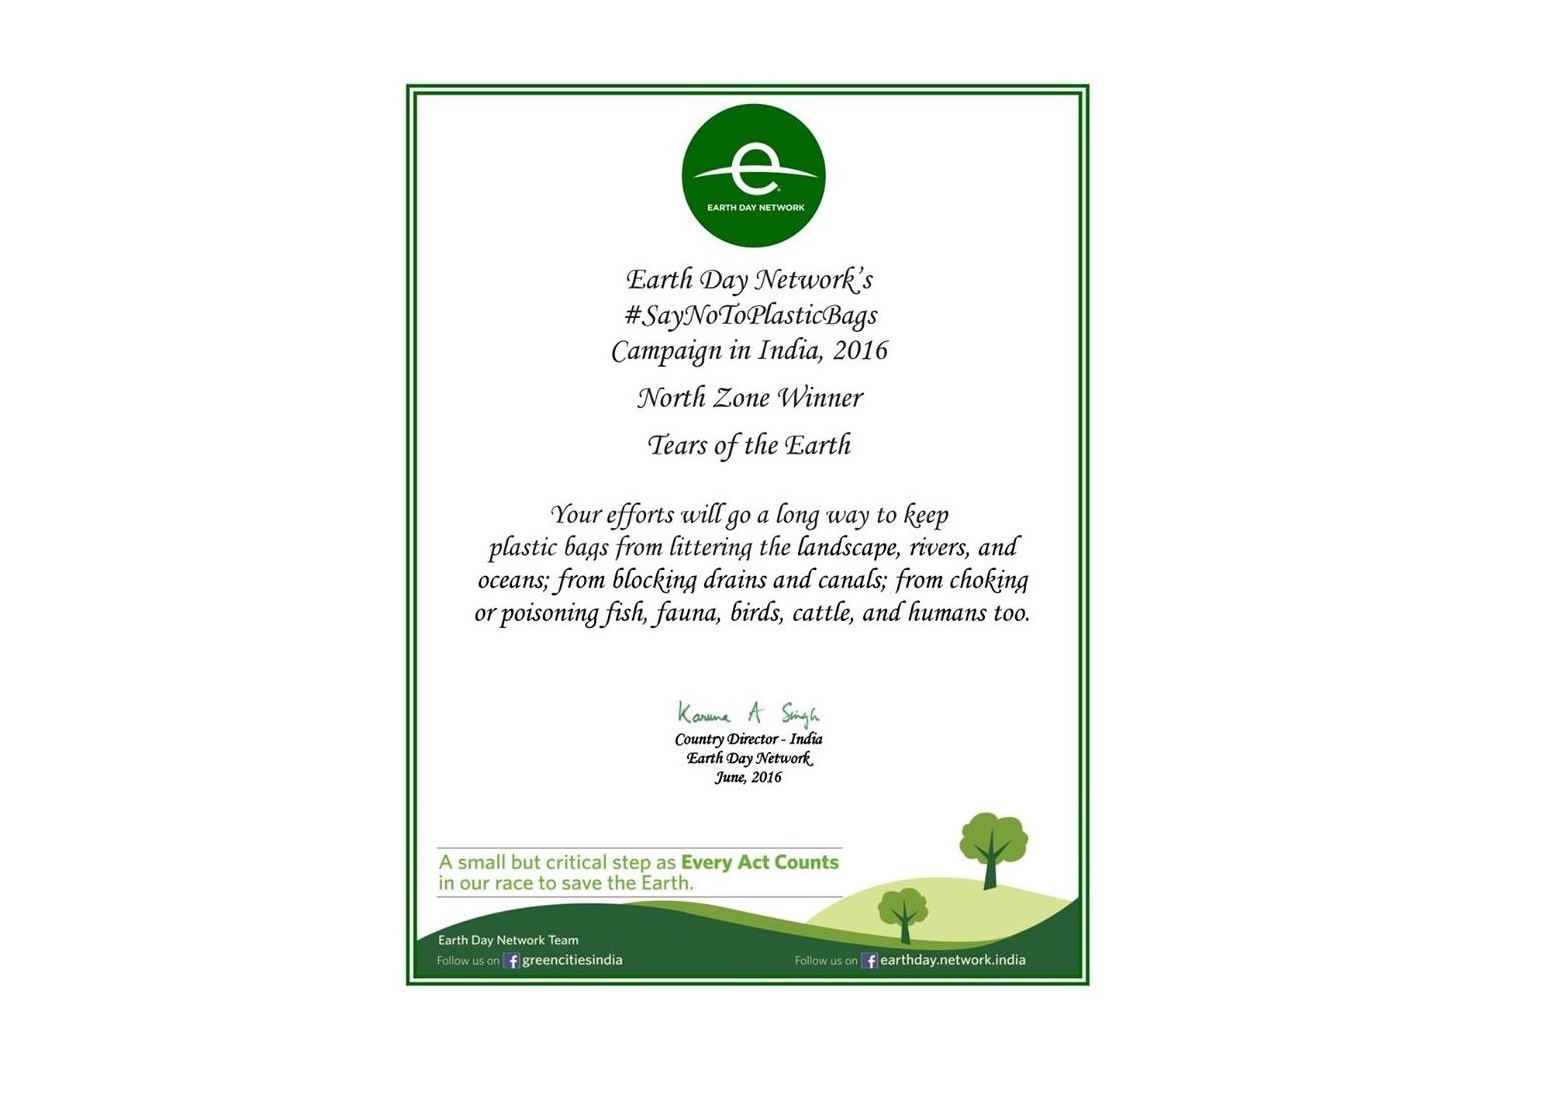 e
EARTH DAY NETWORK
Earth Day Network's
#SayNoToPlasticBags
Campaign in India, 2016
North Zone Winner
Tears of the Earth
Your efforts will go a long way to keep
plastic bags from littering the landscape, rivers, and
oceans; from blocking drains and canals; from choking
or poisoning fish, fauna, birds, cattle, and humans too.
Karuna A Singh
Country Director - India
Earth Day Network
June, 2016
A small but critical step as Every Act Counts
in our race to save the Earth.
Earth Day Network Team
Follow us on f greencitiesindia
Follow us on f earthday.network.india